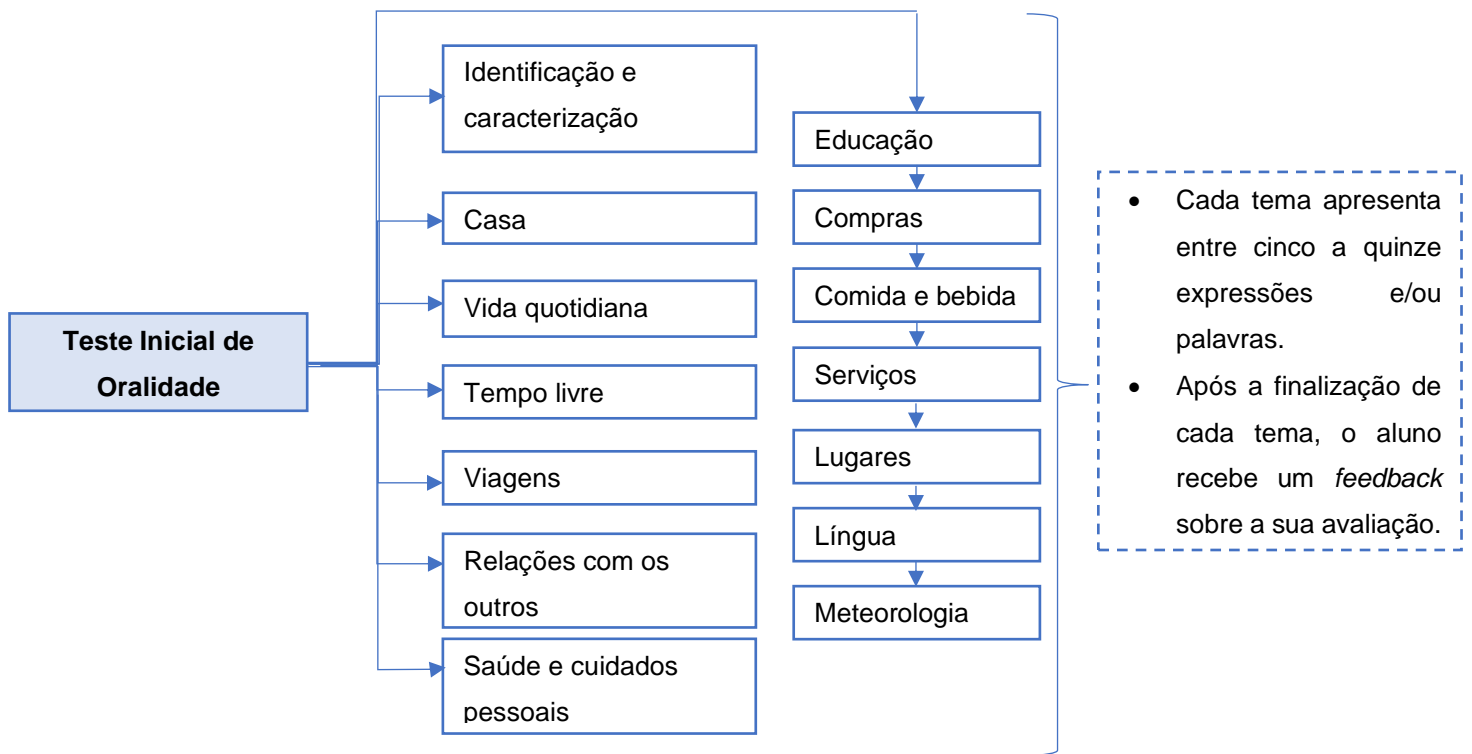 Teste Inicial de
Oralidade
Identificação e
caracterização
Casa
Vida quotidiana
Tempo livre
Viagens
Relações com os
outros
Saúde e cuidados
pessoais
Educação
Compras
Comida e bebida
Serviços
Lugares
Língua
Meteorologia
• Cada tema apresenta
entre cinco a quinze
expressões e/ou
palavras.
• Após a finalização de
cada tema, o aluno
recebe um feedback
sobre a sua avaliação.